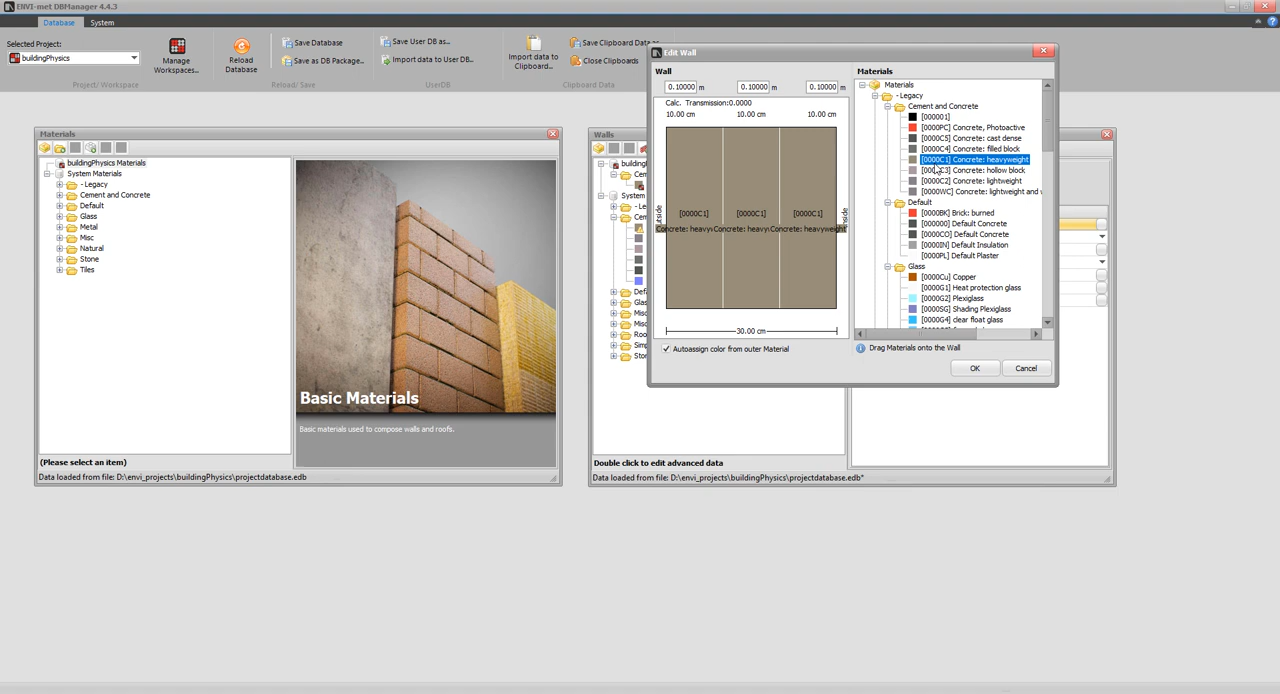 ENVI-met DBManager 4.4.3
Database
System
Selected Project:
buildingPhysics
Manage
Workspaces...
Project/ Workspace
Reload
Database
Save Database
Save as DB Package...
Reload/ Save
Save User DB as...
Import data to User DB...
UserDB
Import data to
Clipboard...
Save Clipboard Data as
Close Clipboards
Clipboard Data
Materials
buildingPhysics Materials
System Materials
- Legacy
Cement and Concrete
Default
Glass
Metal
Misc
Natural
Stone
Tiles
(Please select an item)
Basic Materials
Basic materials used to compose walls and roofs.
Data loaded from file: D:\envi_projects\buildingPhysics\projectdatabase.edb
Walls
Double click to edit advanced data
Data loaded from file: D:\envi_projects\buildingPhysics\projectdatabase.edb*
Edit Wall
Wall
0.10000 m
0.10000 m
0.10000 m
Calc. Transmission:0.0000
10.00 cm
10.00 cm
10.00 cm
[0000C1]
[0000C1]
[0000C1]
Concrete: heavyweight
30.00 cm
Autoassign color from outer Material
Materials
Materials
- Legacy
Cement and Concrete
[000001]
[0000PC] Concrete, Photoactive
[0000C5] Concrete: cast dense
[0000C4] Concrete: filled block
[0000C1] Concrete: heavyweight
Concrete: hollow block
[0000C2] Concrete: lightweight
[0000WC] Concrete: lightweight and
Default
[0000BK] Brick: burned
[000000] Default Concrete
[0000CO] Default Concrete
[0000IN] Default Insulation
[0000PL] Default Plaster
Glass
[0000Cu] Copper
[0000G1] Heat protection glass
[0000G2] Plexiglass
[0000SG] Shading Plexiglass
[0000G4] clear float glass
Drag Materials onto the Wall
OK
Cancel